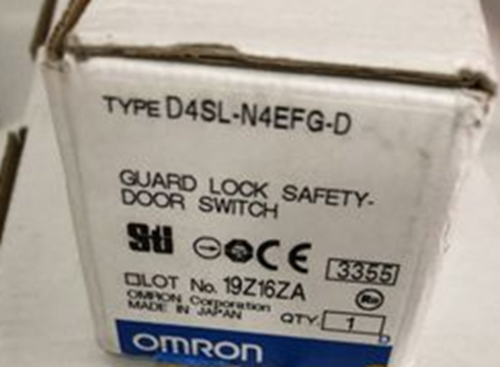 TYPE D4SL-N4EFG-D
GUARD LOCK SAFETY-
DOOR SWITCH
sti CE 3355
LOT No. 19Z16ZA
OMRON Corporation
MADE IN JAPAN QTY. 1
OMRON